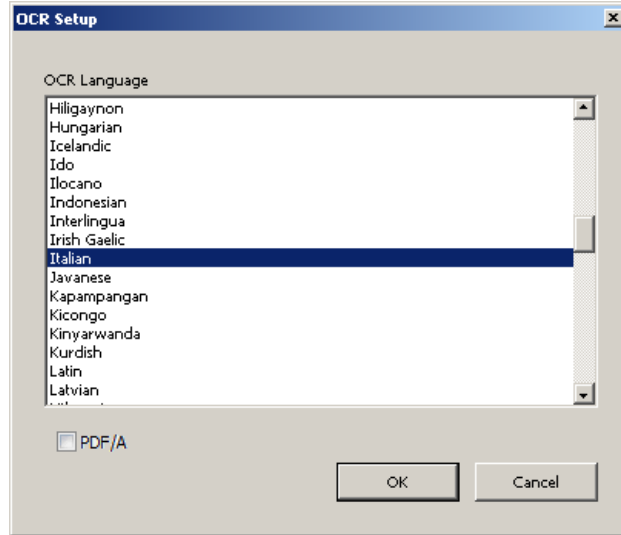 OCR Setup
OCR Language
Hiligaynon
Hungarian
Icelandic
Ido
Ilocano
Indonesian
Interlingua
Irish Gaelic
Italian
Javanese
Kapampangan
Kicongo
Kinyarwanda
Kurdish
Latin
Latvian
PDF/A
OK
Cancel